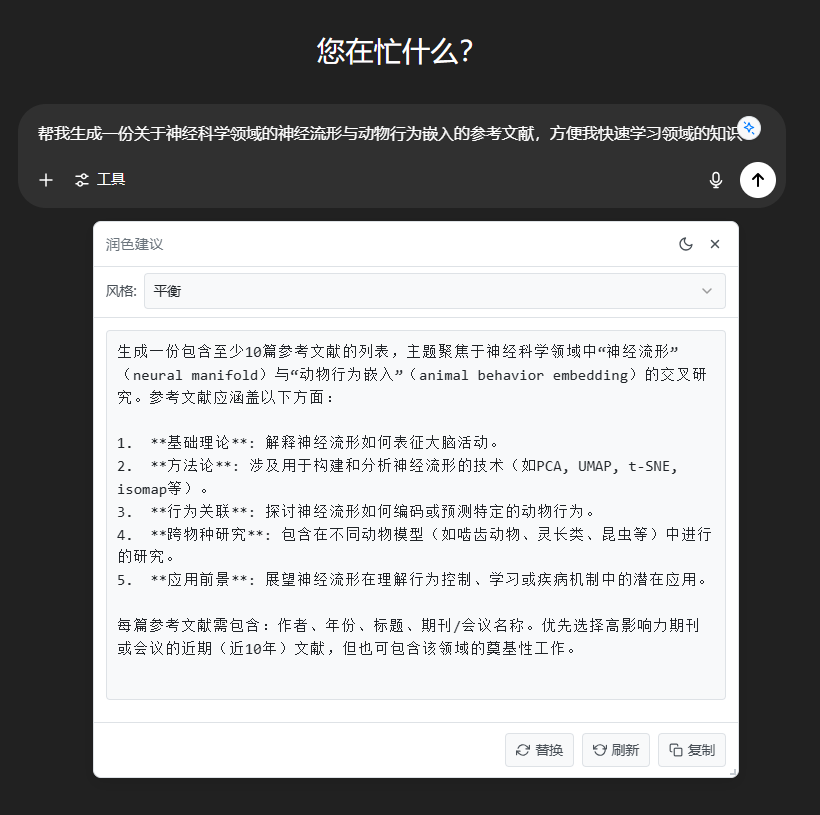 您在忙什么？
帮我生成一份关于神经科学领域的神经流形与动物行为嵌入的参考文献，方便我快速学习领域的知识
工具
润色建议
风格:
平衡
生成一份包含至少10篇参考文献的列表，主题聚焦于神经科学领域中“神经流形”
（neural manifold）与“动物行为嵌入”（animal behavior embedding）的交叉研
究。参考文献应涵盖以下方面：
1. **基础理论**: 解释神经流形如何表征大脑活动。
2. **方法论**: 涉及用于构建和分析神经流形的技术（如PCA, UMAP, t-SNE,
isomap等）。
3. **行为关联**: 探讨神经流形如何编码或预测特定的动物行为。
4. **跨物种研究**: 包含在不同动物模型（如啮齿动物、灵长类、昆虫等）中进行
的研究。
5. **应用前景**: 展望神经流形在理解行为控制、学习或疾病机制中的潜在应用。
每篇参考文献需包含：作者、年份、标题、期刊/会议名称。优先选择高影响力期刊
或会议的近期（近10年）文献，但也可包含该领域的奠基性工作。
替换
刷新
复制